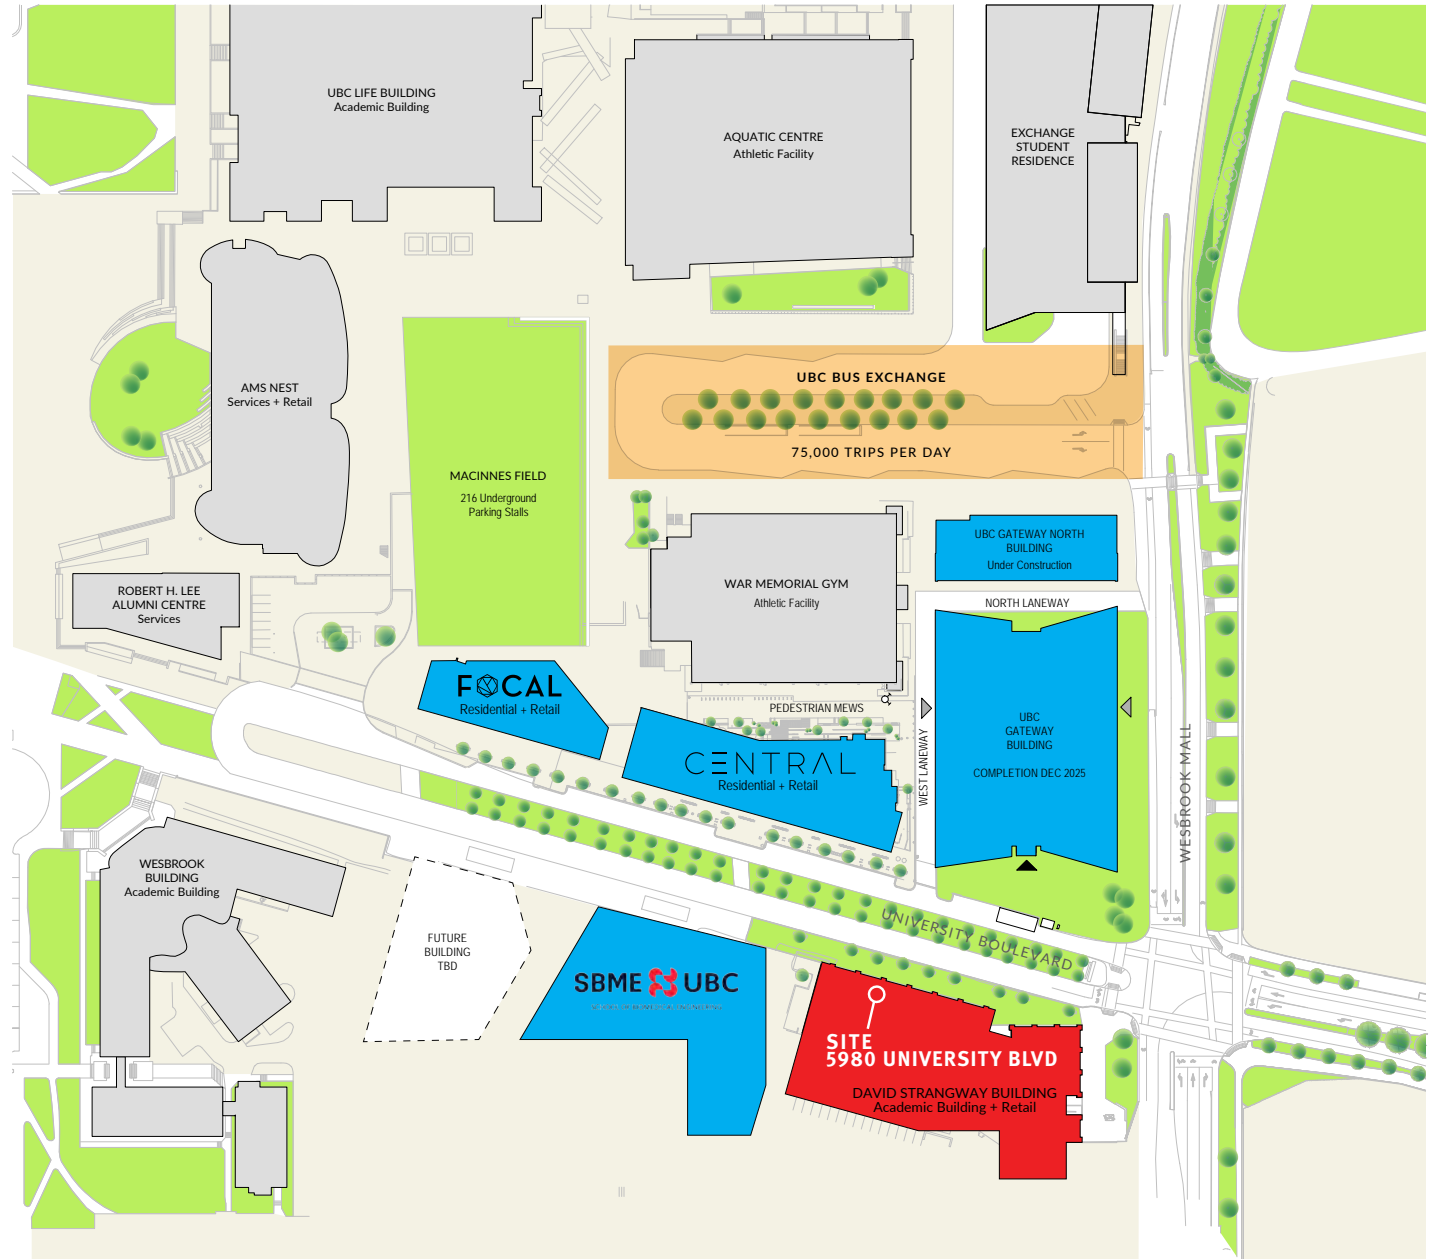 UBC LIFE BUILDING
Academic Building
AQUATIC CENTRE
Athletic Facility
EXCHANGE
STUDENT
RESIDENCE
AMS NEST
Services + Retail
UBC BUS EXCHANGE
75,000 TRIPS PER DAY
MACINNES FIELD
216 Underground
Parking Stalls
ROBERT H. LEE
ALUMNI CENTRE
Services
WAR MEMORIAL GYM
Athletic Facility
UBC GATEWAY NORTH
BUILDING
Under Construction
NORTH LANEWAY
FOCAL
Residential + Retail
PEDESTRIAN MEWS
CENTRAL
Residential + Retail
WEST LANEWAY
UBC
GATEWAY
BUILDING
COMPLETION DEC 2025
WESBROOK MALL
WESBROOK
BUILDING
Academic Building
FUTURE
BUILDING
TBD
UNIVERSITY BOULEVARD
SBME UBC
SITE
5980 UNIVERSITY BLVD
DAVID STRANGWAY BUILDING
Academic Building + Retail